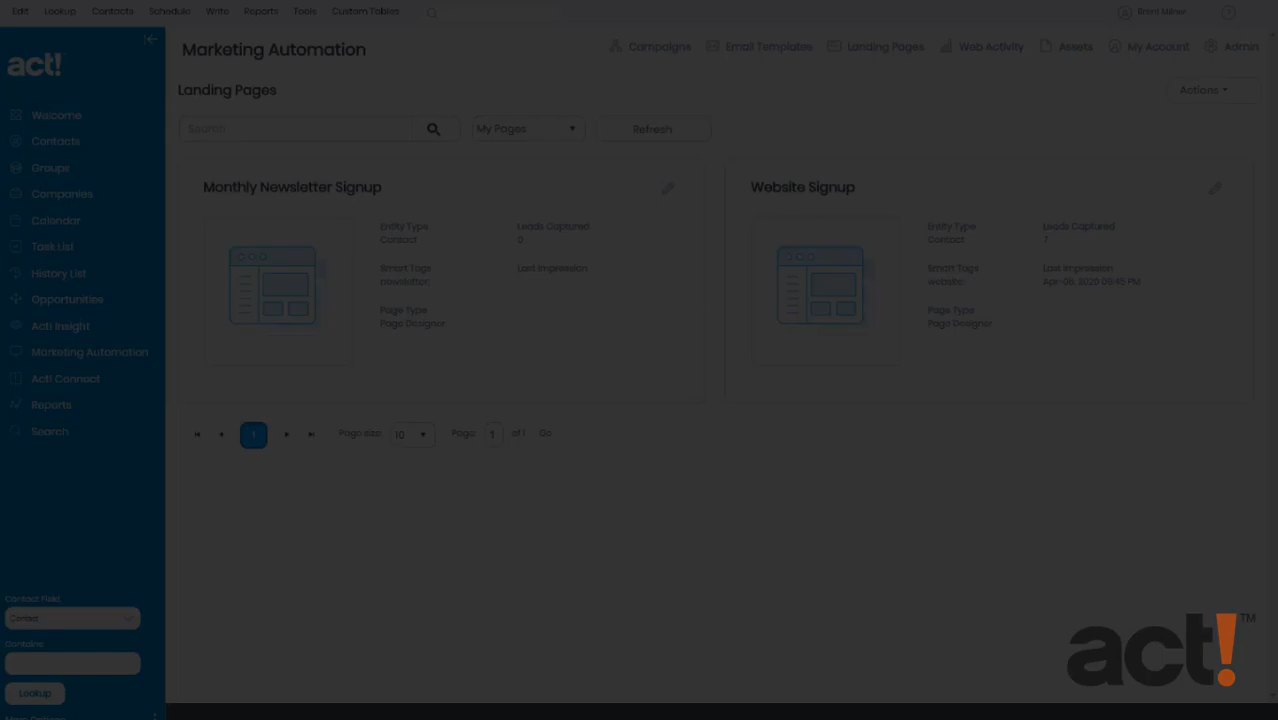 Edit Lookup Contacts Schedule Write Reports Tools Custom Tables Brent Milner
act!
Marketing Automation Campaigns Email Templates Landing Pages Web Activity Assets My Account Admin
Landing Pages Actions
Search My Pages Refresh
Welcome
Contacts
Groups
Companies
Calendar
Task List
History List
Opportunities
Act! Insight
Marketing Automation
Act! Connect
Reports
Search
Monthly Newsletter Signup
Entity Type Leads Captured
Contact 0
Smart Tags Last Impression
newsletter;
Page Type
Page Designer
Website Signup
Entity Type Leads Captured
Contact 7
Smart Tags Last Impression
website; Apr-08, 2020 09:45 PM
Page Type
Page Designer
1 Page size: 10 Page: 1 of 1 Go
Contact Field:
Contact
Contains:
Lookup
act!™